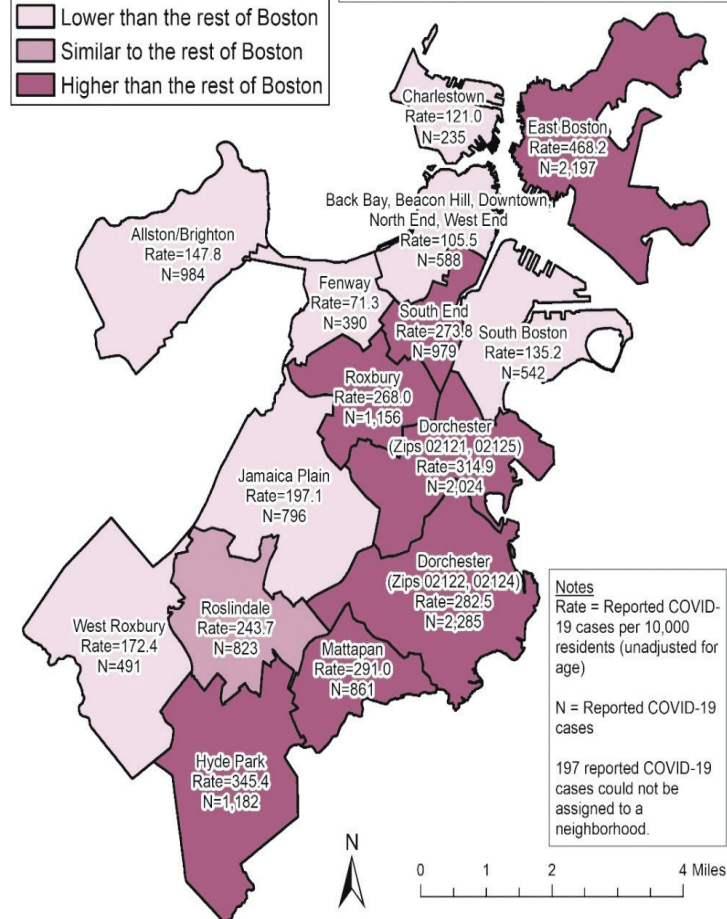 Lower than the rest of Boston
Similar to the rest of Boston
Higher than the rest of Boston
Charlestown
Rate=121.0
N=235
East Boston
Rate=468.2
N=2,197
Back Bay, Beacon Hill, Downtown,
North End, West End
Rate=105.5
N=588
Allston/Brighton
Rate=147.8
N=984
Fenway
Rate=71.3
N=390
South End
Rate=273.8
N=979
South Boston
Rate=135.2
N=542
Roxbury
Rate=268.0
N=1,156
Dorchester
(Zips 02121, 02125)
Rate=314.9
N=2,024
Jamaica Plain
Rate=197.1
N=796
Dorchester
(Zips 02122, 02124)
Rate=282.5
N=2,285
West Roxbury
Rate=172.4
N=491
Roslindale
Rate=243.7
N=823
Mattapan
Rate=291.0
N=861
Hyde Park
Rate=345.4
N=1,182
Notes
Rate = Reported COVID-
19 cases per 10,000
residents (unadjusted for
age)
N = Reported COVID-19
cases
197 reported COVID-19
cases could not be
assigned to a
neighborhood.
N
0 1 2 4 Miles